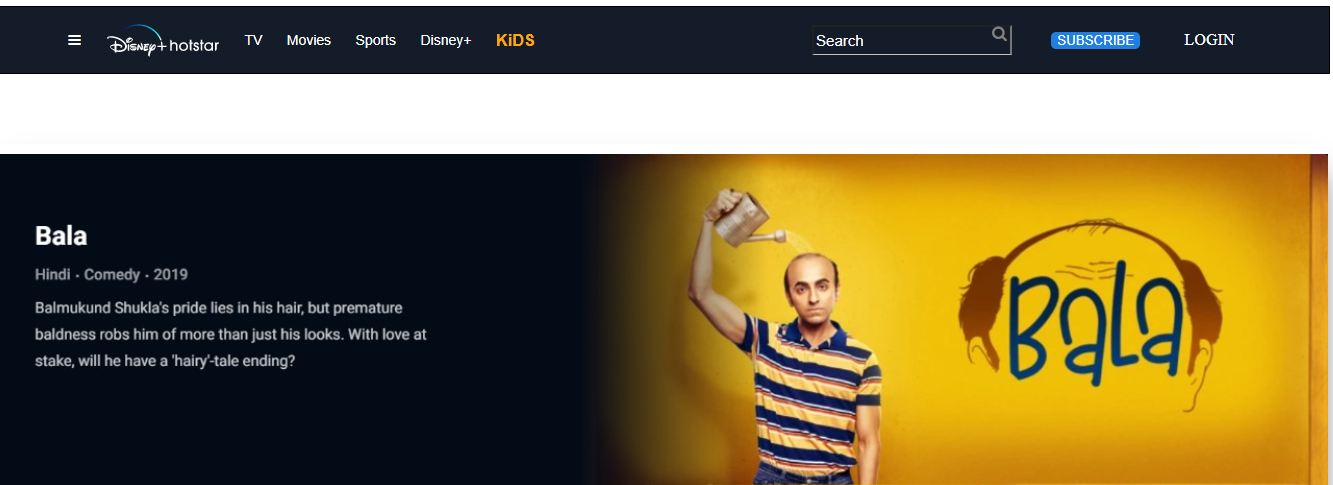 Disney+ hotstar TV Movies Sports Disney+ KiDS Search SUBSCRIBE LOGIN
Bala
Hindi · Comedy · 2019
Balmukund Shukla's pride lies in his hair, but premature
baldness robs him of more than just his looks. With love at
stake, will he have a 'hairy'-tale ending?
BaLa